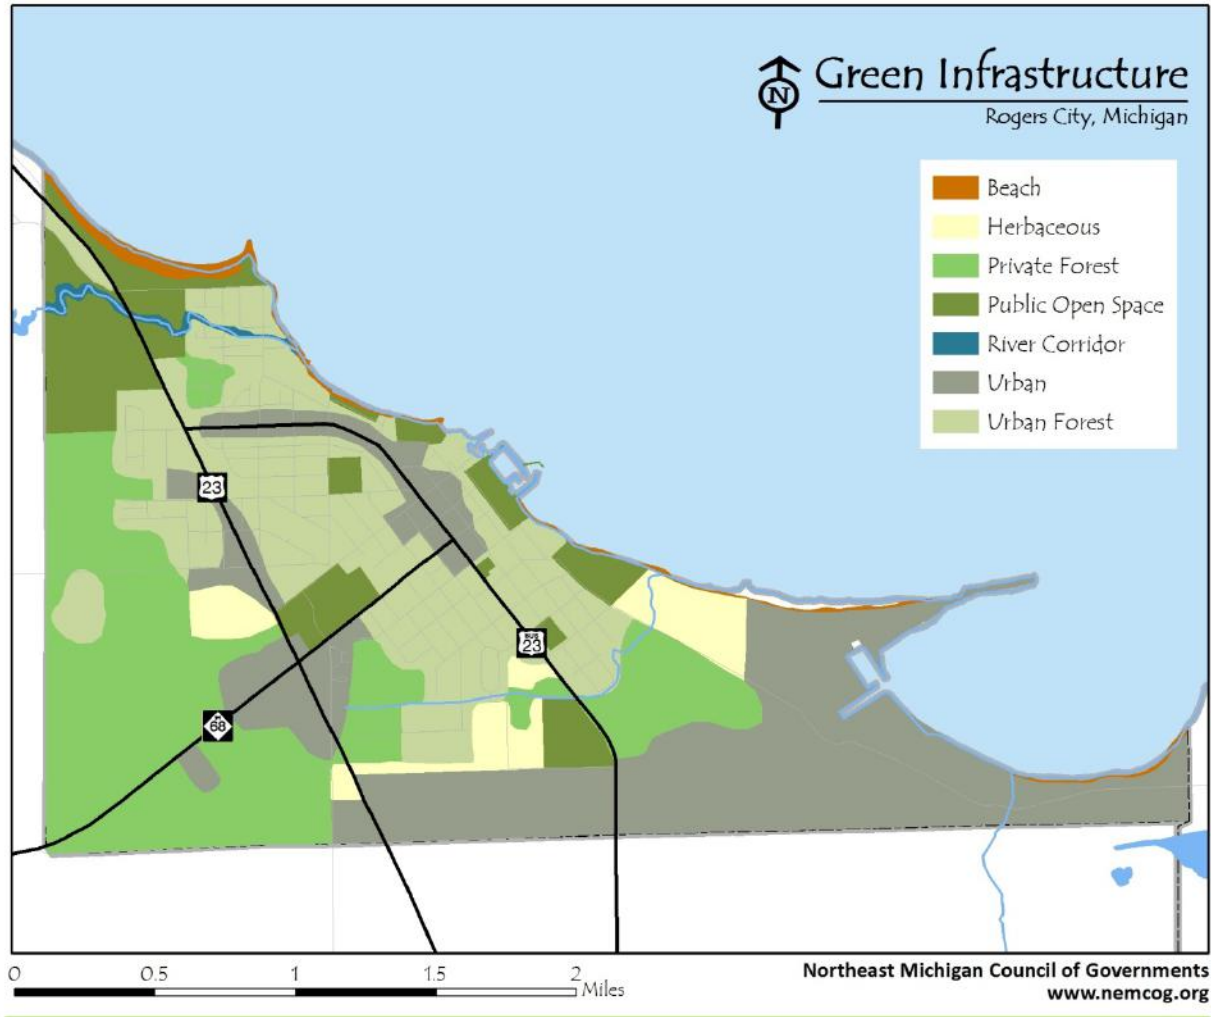 Green Infrastructure
N
Rogers City, Michigan
Beach
Herbaceous
Private Forest
Public Open Space
River Corridor
Urban
Urban Forest
23
BUS
23
M
68
0 0.5 1 1.5 2
Miles
Northeast Michigan Council of Governments
www.nemcog.org